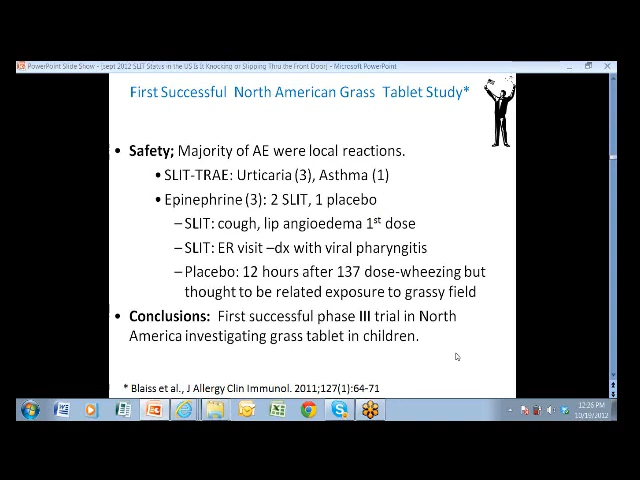 PowerPoint Slide Show - [sept 2012 SLIT Status in the US Is It Knocking or Slipping Thru the Front Door] - Microsoft PowerPoint
First Successful North American Grass Tablet Study*
• Safety; Majority of AE were local reactions.
•SLIT-TRAE: Urticaria (3), Asthma (1)
•Epinephrine (3): 2 SLIT, 1 placebo
–SLIT: cough, lip angioedema 1st dose
–SLIT: ER visit –dx with viral pharyngitis
–Placebo: 12 hours after 137 dose-wheezing but
thought to be related exposure to grassy field
• Conclusions: First successful phase III trial in North
America investigating grass tablet in children.
* Blaiss et al., J Allergy Clin Immunol. 2011;127(1):64-71
12:26 PM
10/19/2012